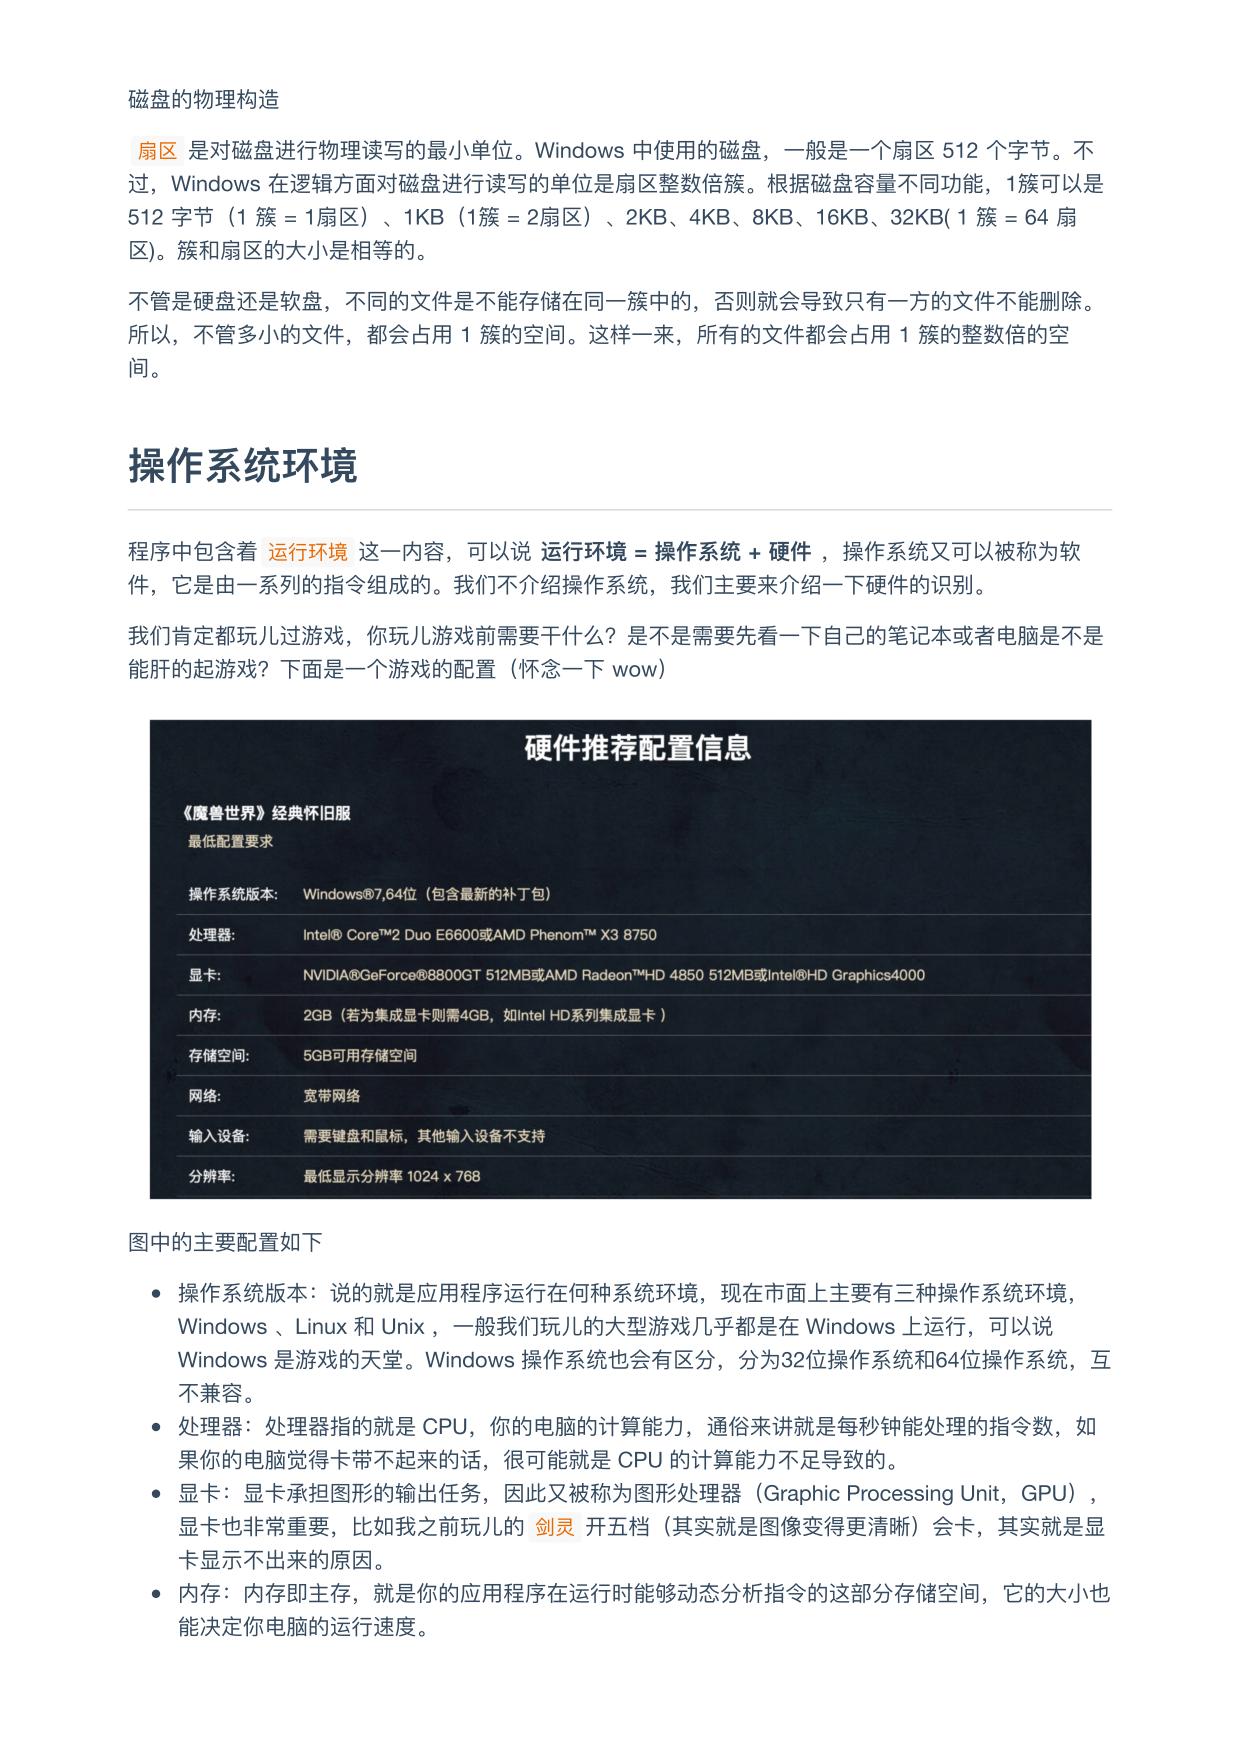 磁盘的物理构造
扇区 是对磁盘进行物理读写的最小单位。Windows 中使用的磁盘，一般是一个扇区 512 个字节。不
过，Windows 在逻辑方面对磁盘进行读写的单位是扇区整数倍簇。根据磁盘容量不同功能，1簇可以是
512 字节（1 簇 = 1扇区）、1KB（1簇 = 2扇区）、2KB、4KB、8KB、16KB、32KB( 1 簇 = 64 扇
区)。簇和扇区的大小是相等的。
不管是硬盘还是软盘，不同的文件是不能存储在同一簇中的，否则就会导致只有一方的文件不能删除。
所以，不管多小的文件，都会占用 1 簇的空间。这样一来，所有的文件都会占用 1 簇的整数倍的空
间。
操作系统环境
程序中包含着 运行环境 这一内容，可以说 运行环境 = 操作系统 + 硬件 ，操作系统又可以被称为软
件，它是由一系列的指令组成的。我们不介绍操作系统，我们主要来介绍一下硬件的识别。
我们肯定都玩儿过游戏，你玩儿游戏前需要干什么？是不是需要先看一下自己的笔记本或者电脑是不是
能肝的起游戏？下面是一个游戏的配置（怀念一下 wow）
硬件推荐配置信息
《魔兽世界》经典怀旧服
最低配置要求
操作系统版本: Windows®7,64位（包含最新的补丁包）
处理器: Intel® Core™2 Duo E6600或AMD Phenom™ X3 8750
显卡: NVIDIA®GeForce®8800GT 512MB或AMD Radeon™HD 4850 512MB或Intel®HD Graphics4000
内存: 2GB（若为集成显卡则需4GB，如Intel HD系列集成显卡 ）
存储空间: 5GB可用存储空间
网络: 宽带网络
输入设备: 需要键盘和鼠标，其他输入设备不支持
分辨率: 最低显示分辨率 1024 x 768
图中的主要配置如下
• 操作系统版本：说的就是应用程序运行在何种系统环境，现在市面上主要有三种操作系统环境，
Windows 、Linux 和 Unix ，一般我们玩儿的大型游戏几乎都是在 Windows 上运行，可以说
Windows 是游戏的天堂。Windows 操作系统也会有区分，分为32位操作系统和64位操作系统，互
不兼容。
• 处理器：处理器指的就是 CPU，你的电脑的计算能力，通俗来讲就是每秒钟能处理的指令数，如
果你的电脑觉得卡带不起来的话，很可能就是 CPU 的计算能力不足导致的。
• 显卡：显卡承担图形的输出任务，因此又被称为图形处理器（Graphic Processing Unit，GPU），
显卡也非常重要，比如我之前玩儿的 剑灵 开五档（其实就是图像变得更清晰）会卡，其实就是显
卡显示不出来的原因。
• 内存：内存即主存，就是你的应用程序在运行时能够动态分析指令的这部分存储空间，它的大小也
能决定你电脑的运行速度。